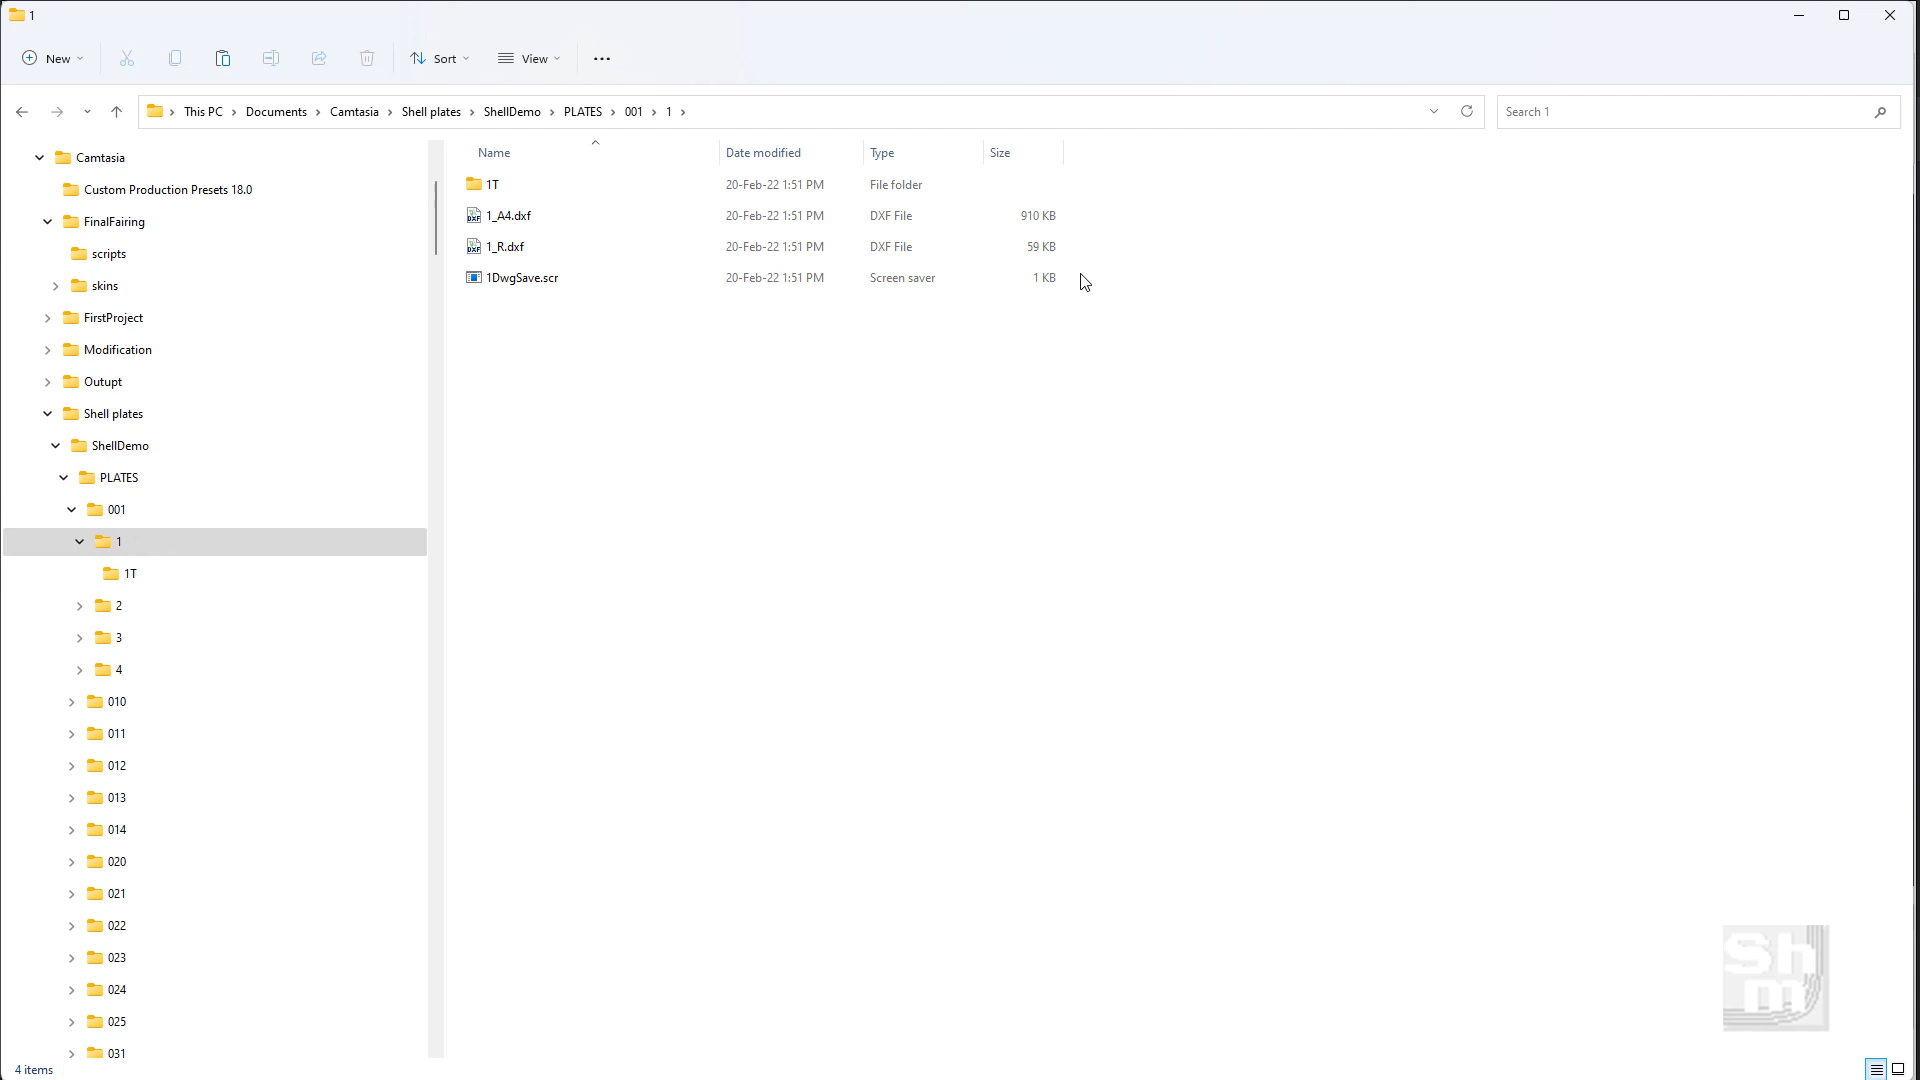 1
New
Sort
View
This PC > Documents > Camtasia > Shell plates > ShellDemo > PLATES > 001 > 1 >
Search 1
Camtasia
Custom Production Presets 18.0
FinalFairing
scripts
skins
FirstProject
Modification
Outupt
Shell plates
ShellDemo
PLATES
001
1
1T
2
3
4
010
011
012
013
014
020
021
022
023
024
025
031
Name Date modified Type Size
1T 20-Feb-22 1:51 PM File folder
1_A4.dxf 20-Feb-22 1:51 PM DXF File 910 KB
1_R.dxf 20-Feb-22 1:51 PM DXF File 59 KB
1DwgSave.scr 20-Feb-22 1:51 PM Screen saver 1 KB
Sh
m
4 items